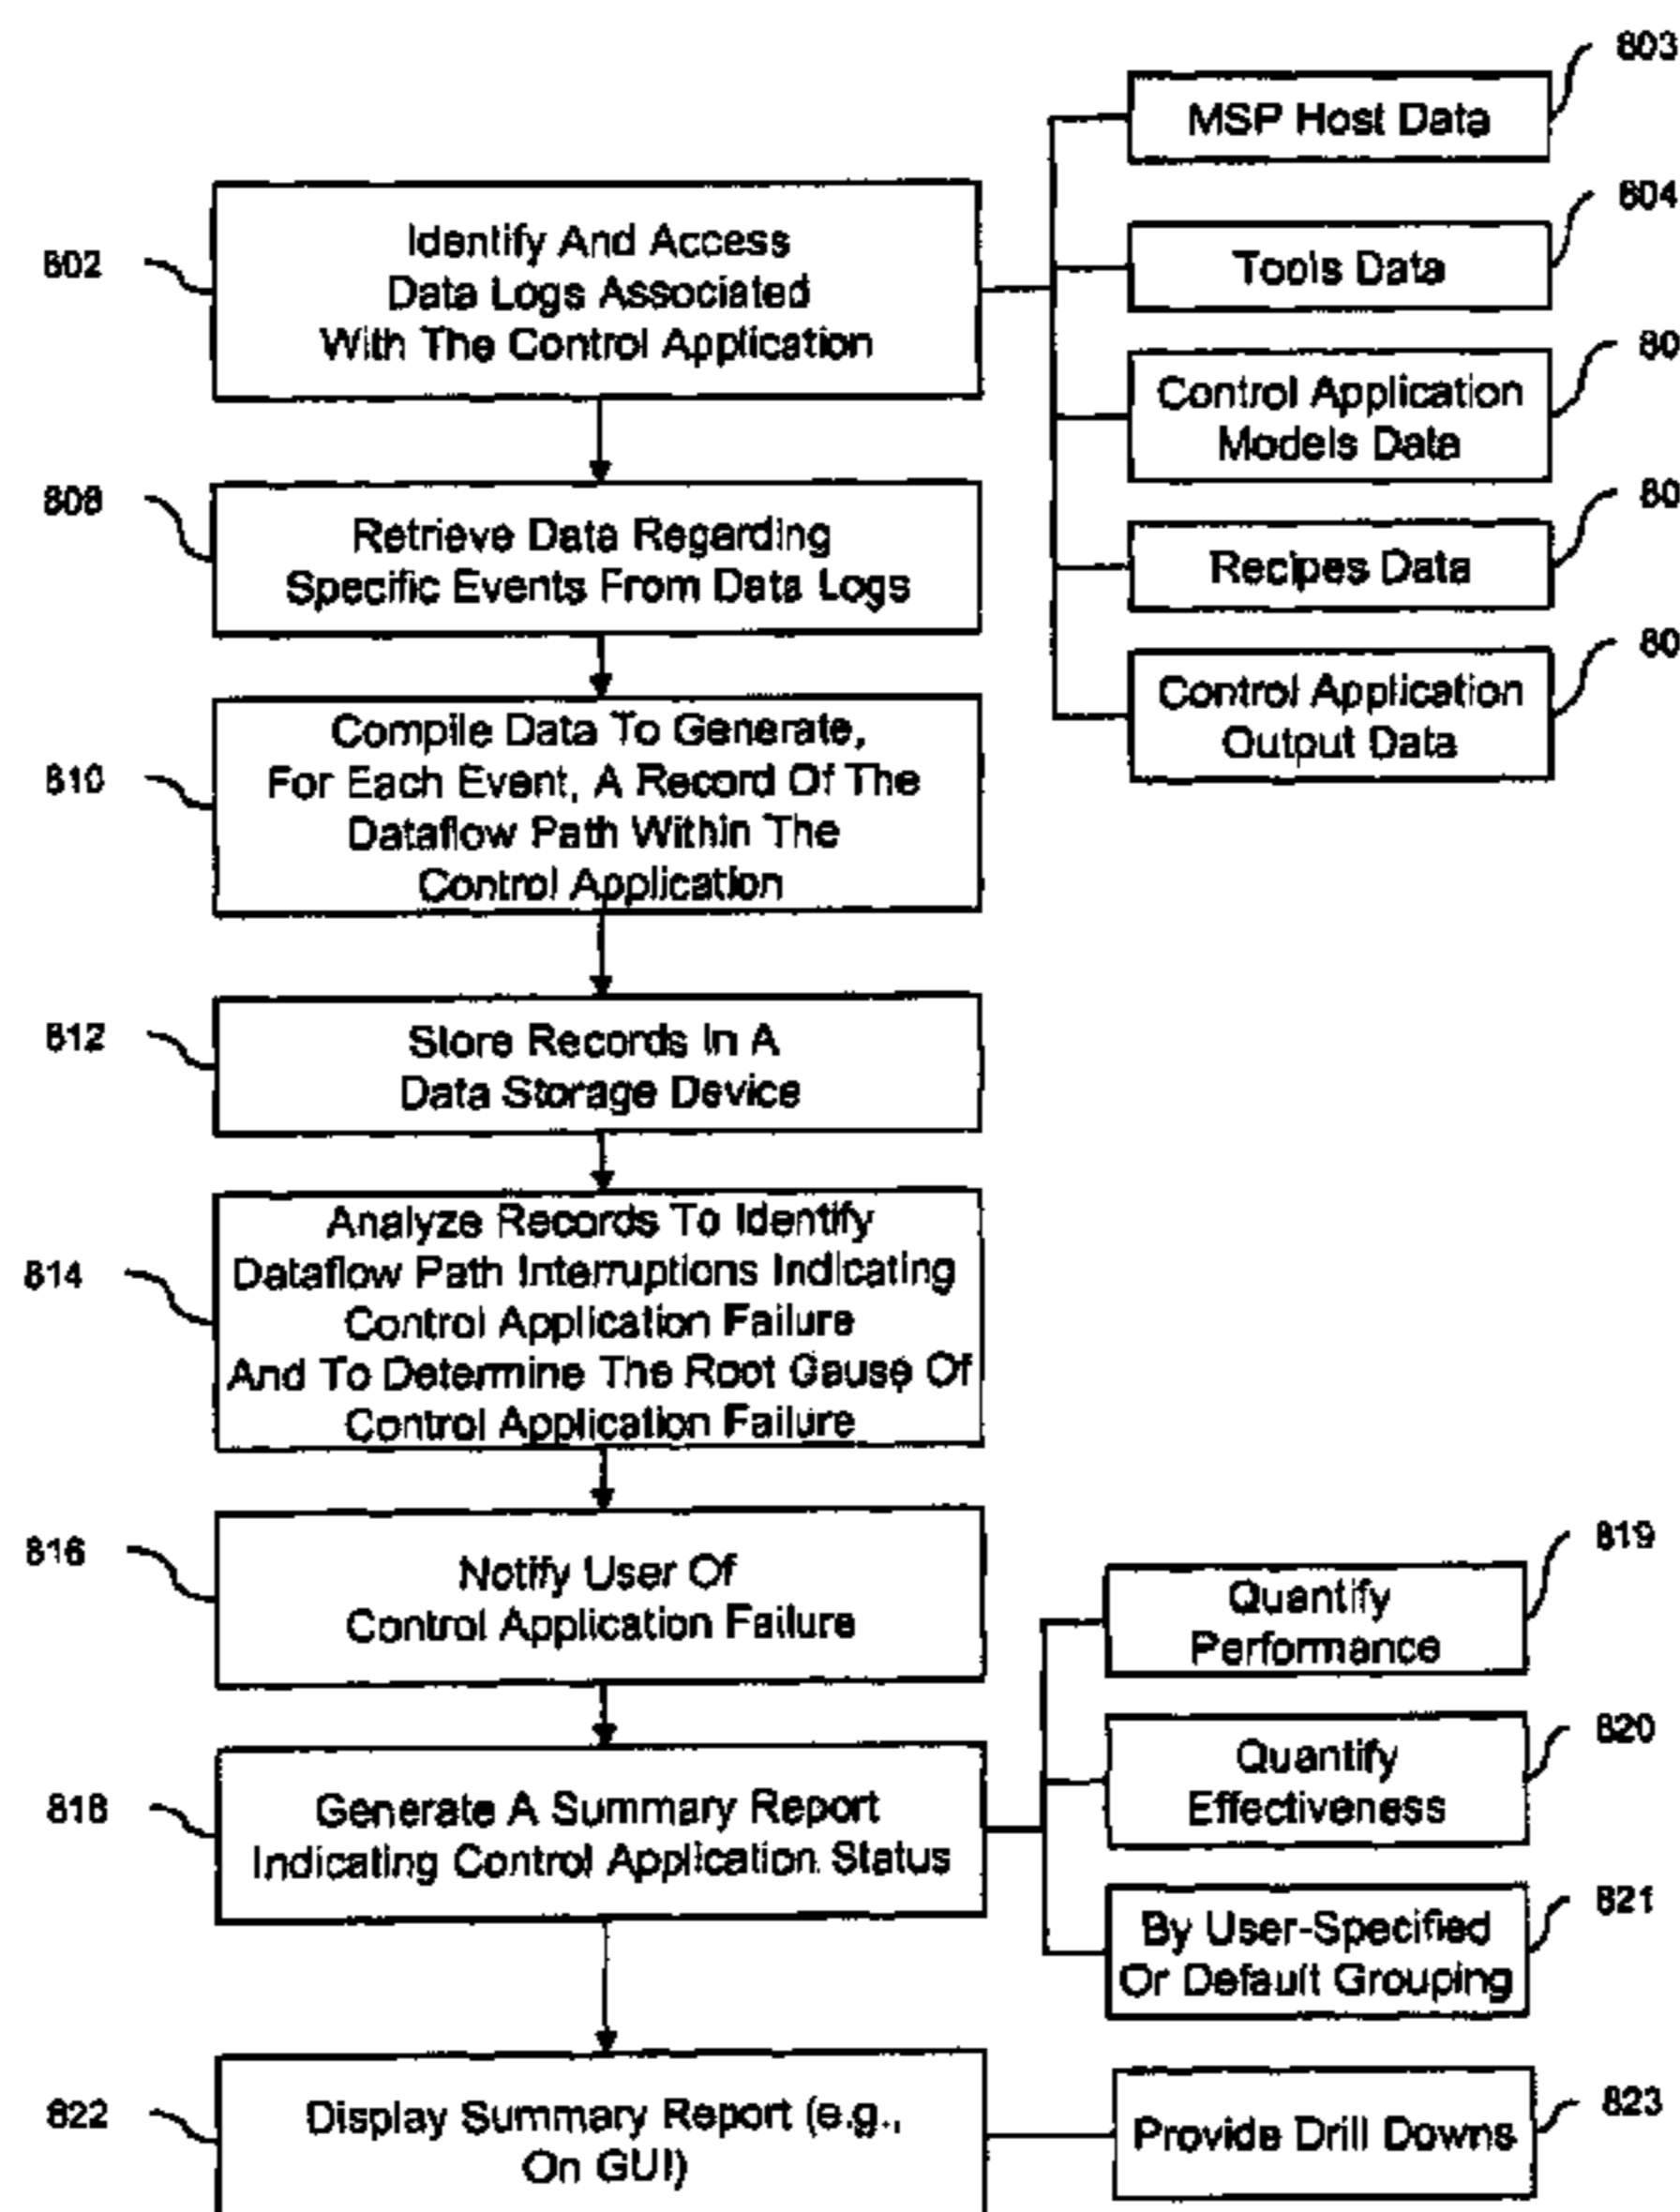 803
MSP Host Data
804
Tools Data
802
Identify And Access
Data Logs Associated
With The Control Application
80
Control Application
Models Data
808
Retrieve Data Regarding
Specific Events From Data Logs
80
Recipes Data
80
Control Application
Output Data
810
Compile Data To Generate,
For Each Event, A Record Of The
Dataflow Path Within The
Control Application
812
Store Records In A
Data Storage Device
814
Analyze Records To Identify
Dataflow Path Interruptions Indicating
Control Application Failure
And To Determine The Root Cause Of
Control Application Failure
816
Notify User Of
Control Application Failure
819
Quantify
Performance
820
Quantify
Effectiveness
818
Generate A Summary Report
Indicating Control Application Status
821
By User-Specified
Or Default Grouping
822
Display Summary Report (e.g.,
On GUI)
823
Provide Drill Downs